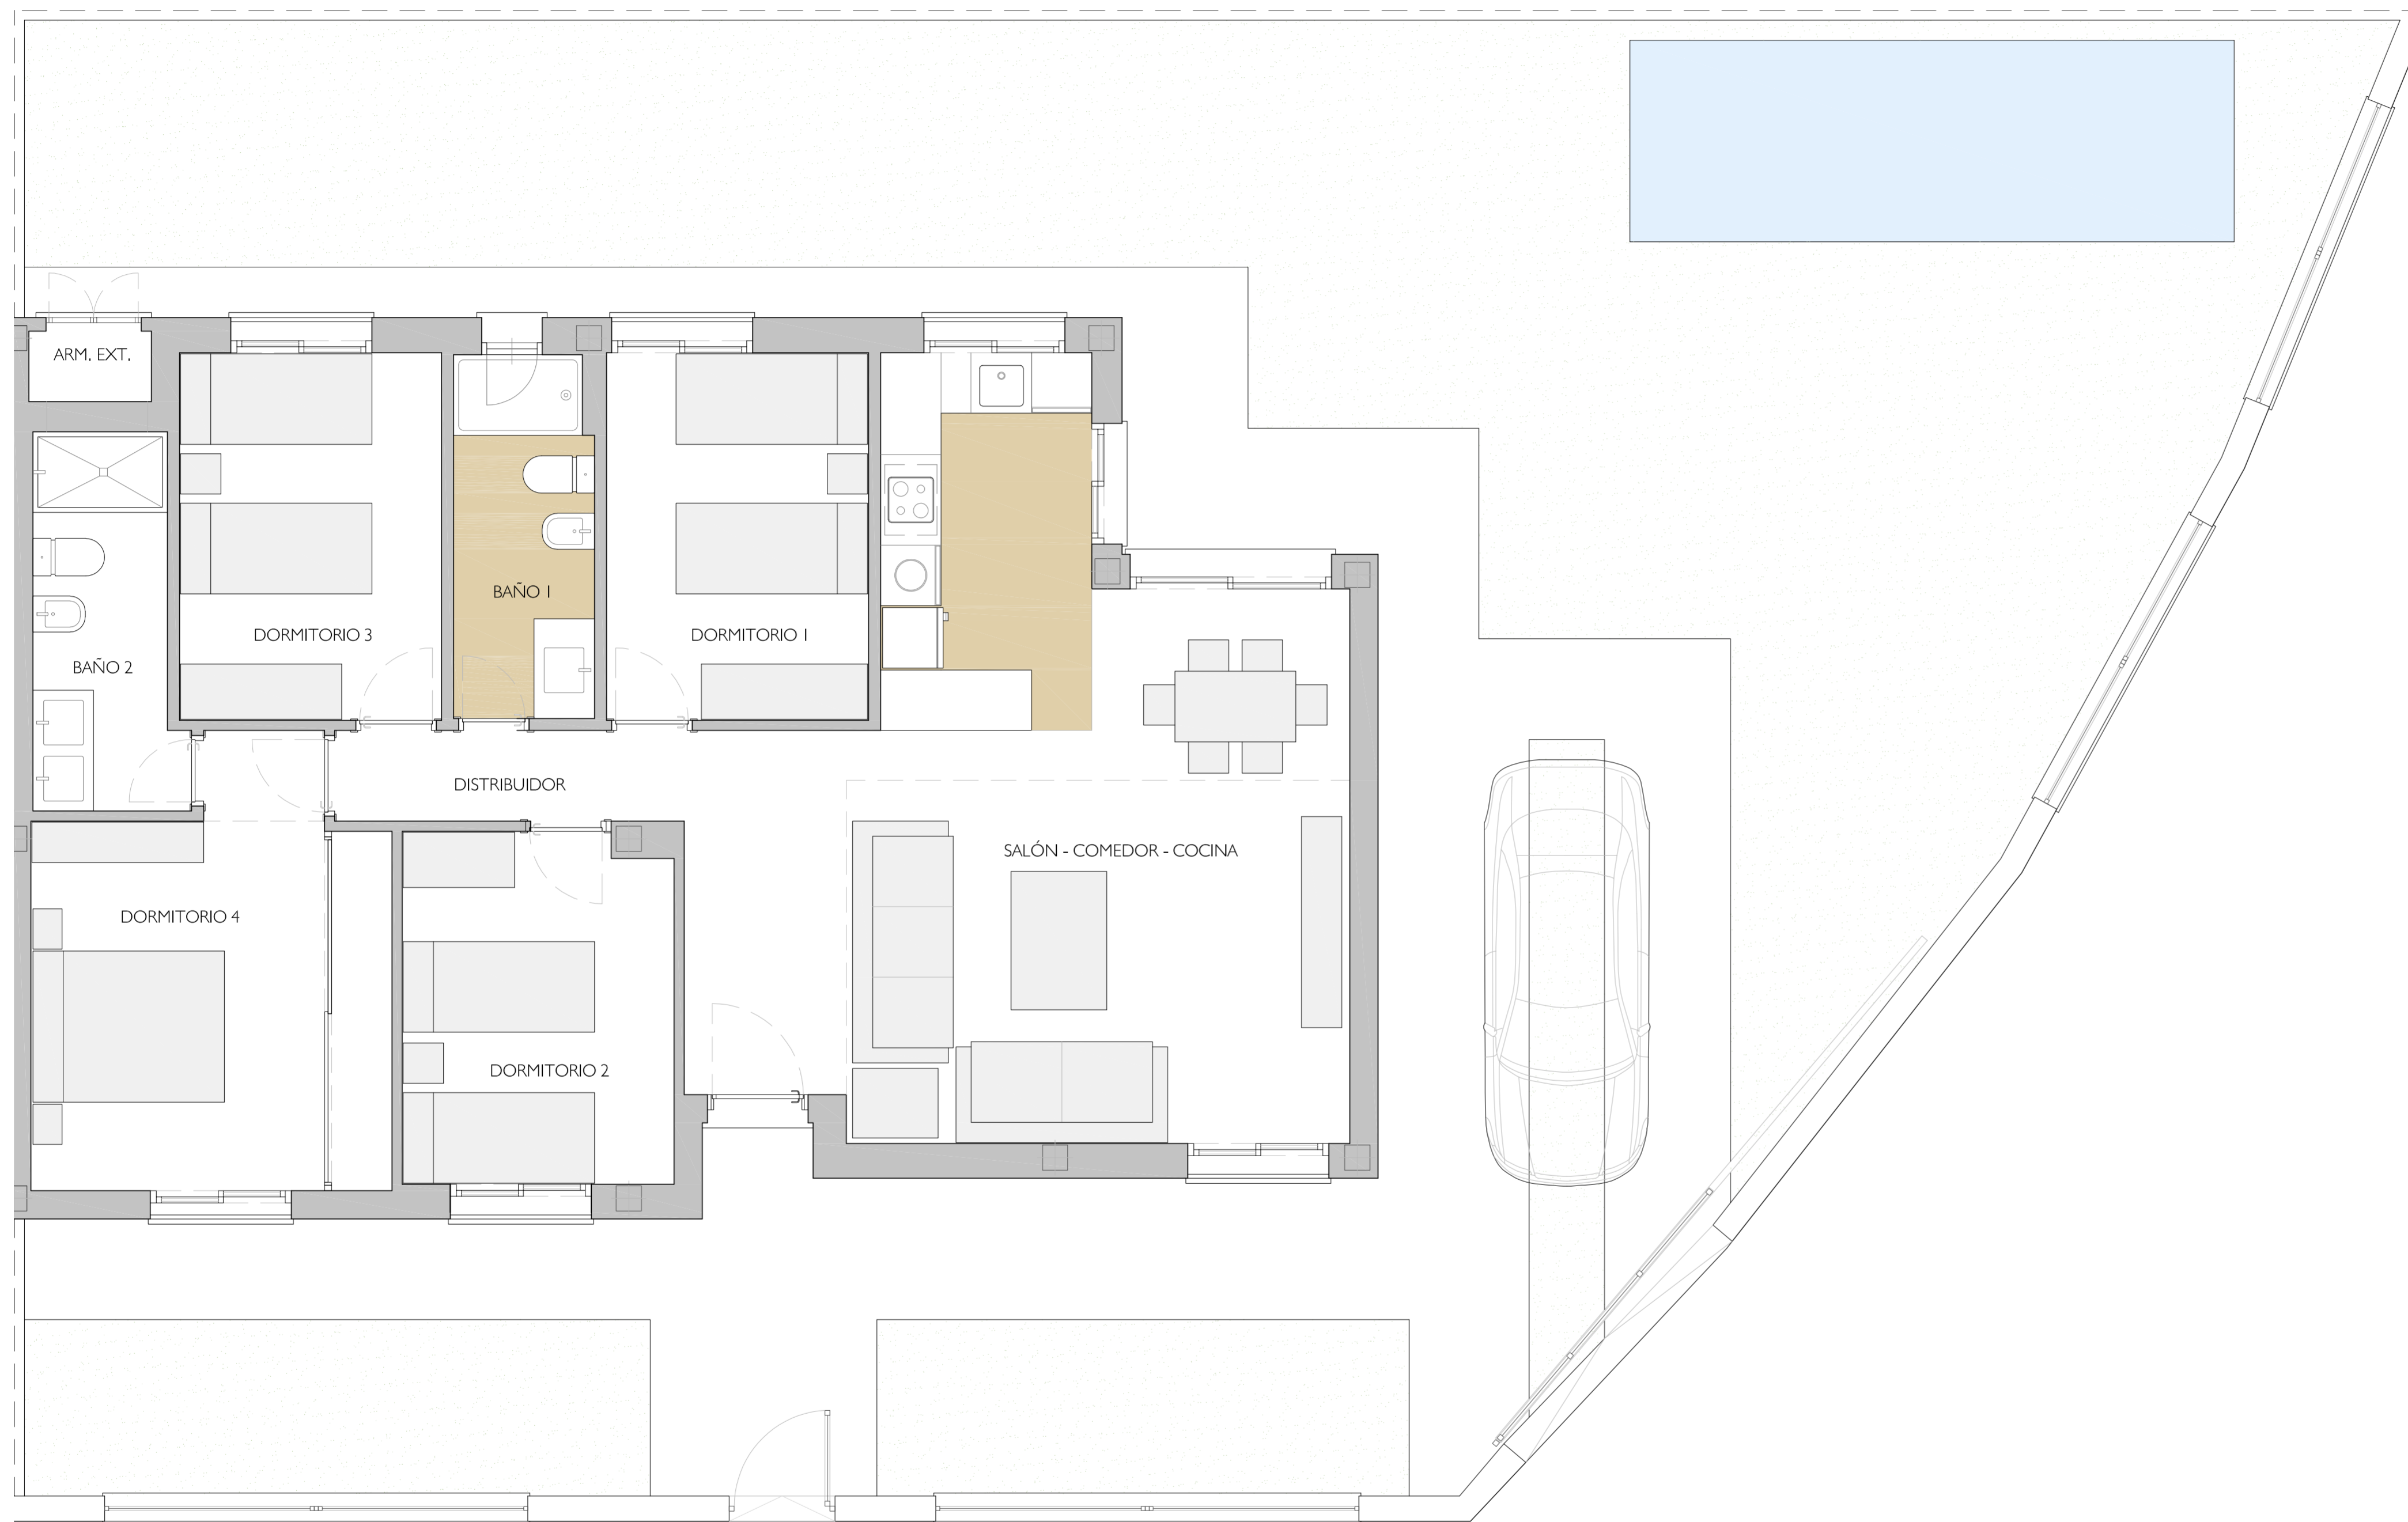 ARM. EXT.
BAÑO 1
DORMITORIO 3
DORMITORIO 1
BAÑO 2
DISTRIBUIDOR
SALÓN - COMEDOR - COCINA
DORMITORIO 4
DORMITORIO 2